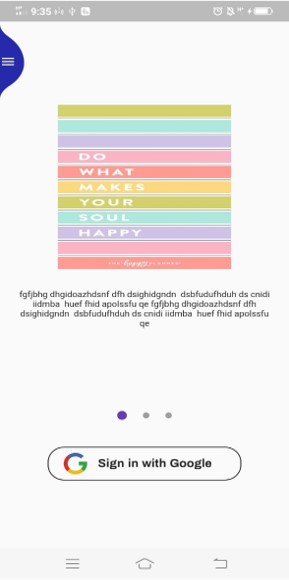 9:35
DO
WHAT
MAKES
YOUR
SOUL
HAPPY
fgfjbhg dhgidoazhdsnf dfh dsighidgndn dsbfudufhduh ds cnidi
iidmba huef fhid apolssfu qe fgfjbhg dhgidoazhdsnf dfh
dsighidgndn dsbfudufhduh ds cnidi iidmba huef fhid apolssfu
qe
Sign in with Google